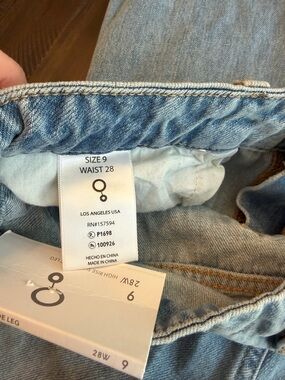 SIZE 9
WAIST 28
LOS ANGELES USA
RN#157594
P1698
100926
HECHO EN CHINA
MADE IN CHINA
HIGH RISE
28W
9
DE LEG
28W 9